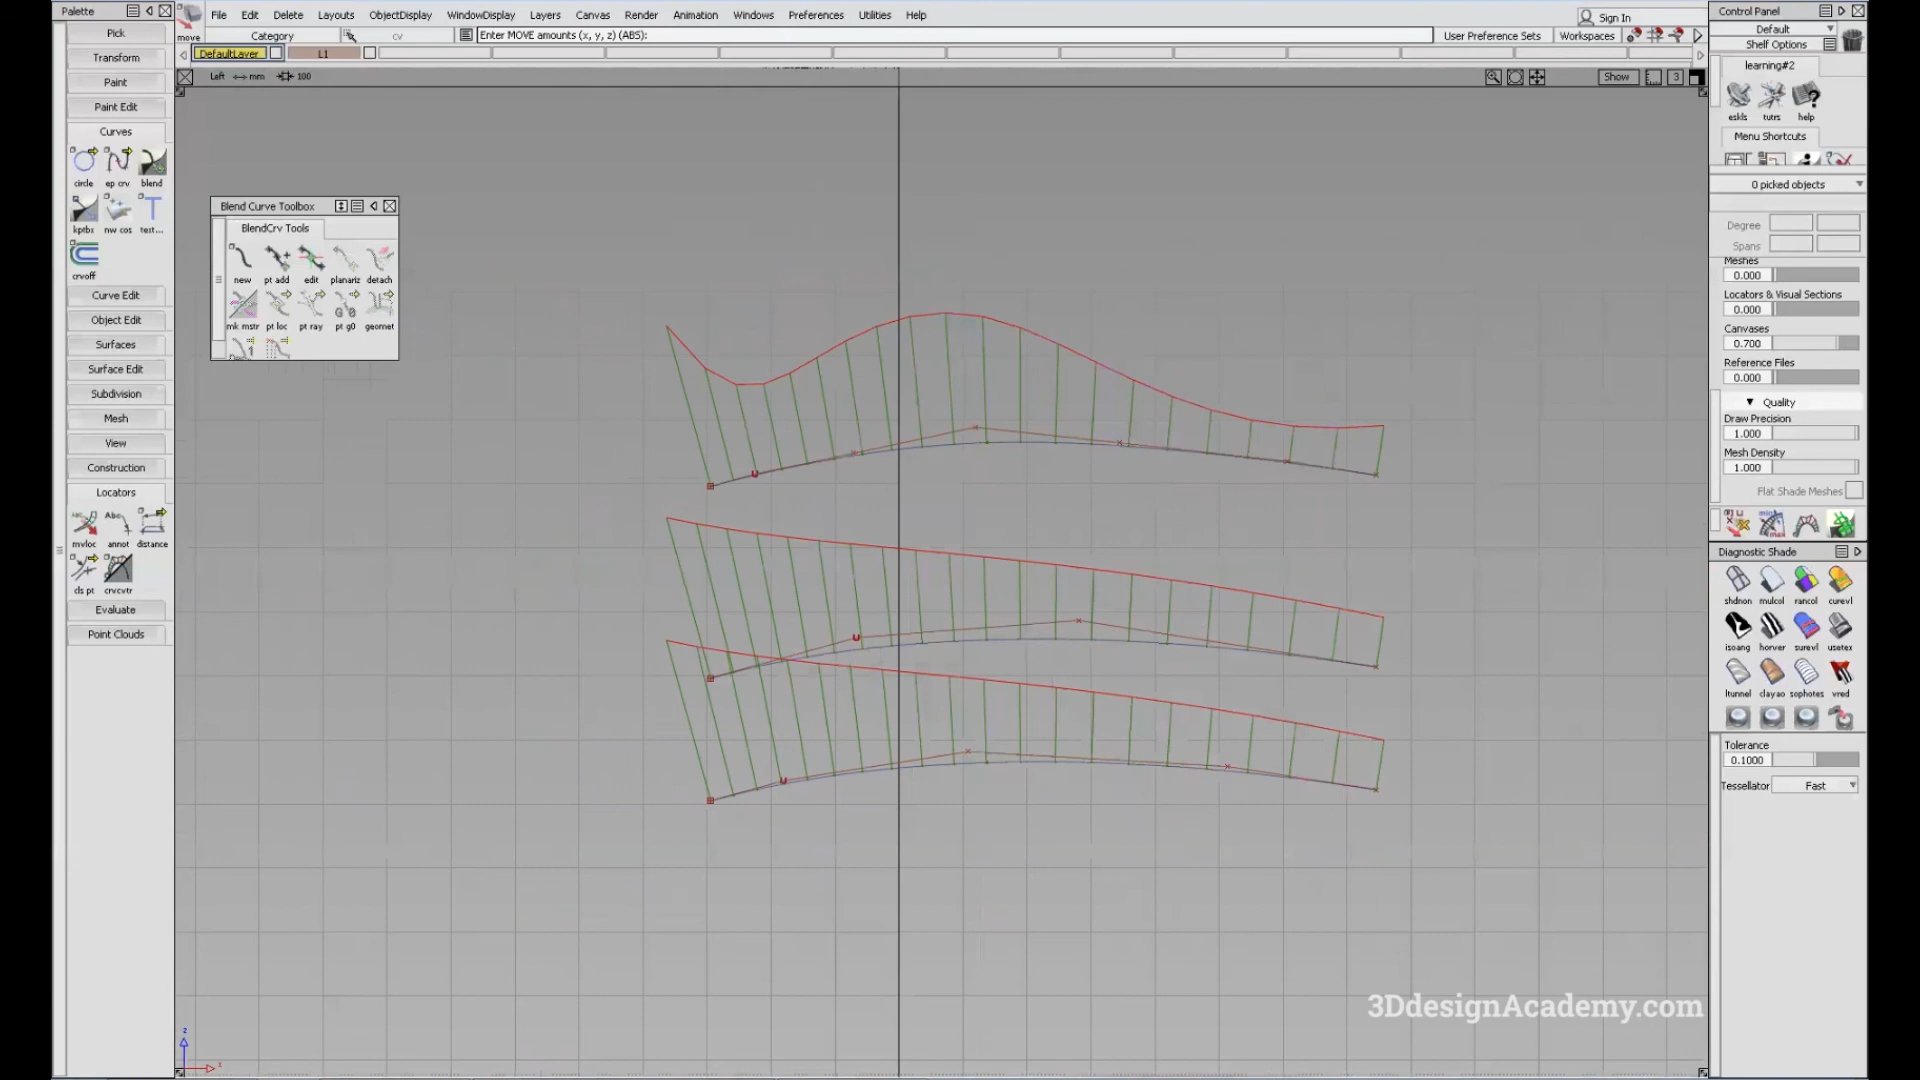 Palette
File Edit Delete Layouts ObjectDisplay WindowDisplay Layers Canvas Render Animation Windows Preferences Utilities Help
Sign In
move
Category
cv
Enter MOVE amounts (x, y, z) (ABS):
User Preference Sets
Workspaces
DefaultLayer
L1
Left
mm
100
Show
3
Pick
Transform
Paint
Paint Edit
Curves
circle ep crv blend
kptbx nw cos text...
crvoff
Curve Edit
Object Edit
Surfaces
Surface Edit
Subdivision
Mesh
View
Construction
Locators
mvloc annot distance
cls pt crvcvtr
Evaluate
Point Clouds
Blend Curve Toolbox
BlendCrv Tools
new pt add edit planariz detach
mk mstr pt loc pt ray pt g0 geomet
Control Panel
Default
Shelf Options
learning#2
eskls tutrs help
Menu Shortcuts
0 picked objects
Degree
Spans
Meshes
0.000
Locators & Visual Sections
0.000
Canvases
0.700
Reference Files
0.000
Quality
Draw Precision
1.000
Mesh Density
1.000
Flat Shade Meshes
Diagnostic Shade
shdnon mulcol rancol curevl
isoang horver surevl usetex
ltunnel clayao sophotes vred
Tolerance
0.1000
Tessellator
Fast
z
3DdesignAcademy.com